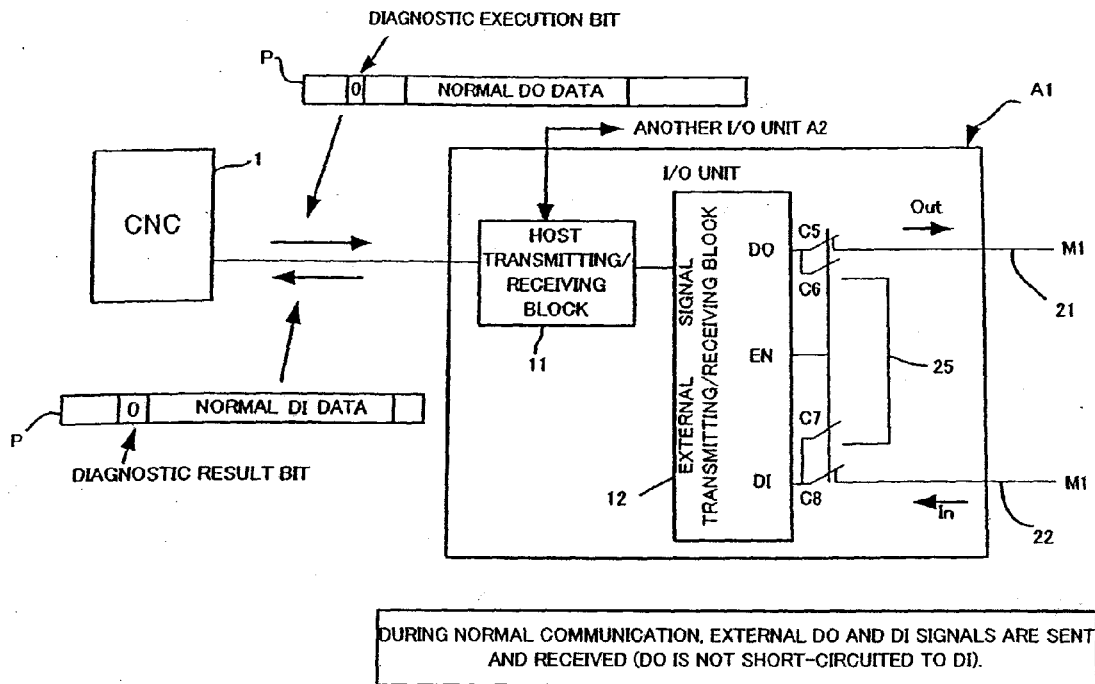 DIAGNOSTIC EXECUTION BIT
P
0
NORMAL DO DATA
A1
ANOTHER I/O UNIT A2
1
I/O UNIT
CNC
HOST
TRANSMITTING/
RECEIVING
BLOCK
11
EXTERNAL SIGNAL
TRANSMITTING/RECEIVING BLOCK
12
DO
EN
DI
C5
C6
C7
C8
Out
M1
21
25
In
M1
22
P
0
NORMAL DI DATA
DIAGNOSTIC RESULT BIT
DURING NORMAL COMMUNICATION, EXTERNAL DO AND DI SIGNALS ARE SENT
AND RECEIVED (DO IS NOT SHORT-CIRCUITED TO DI).